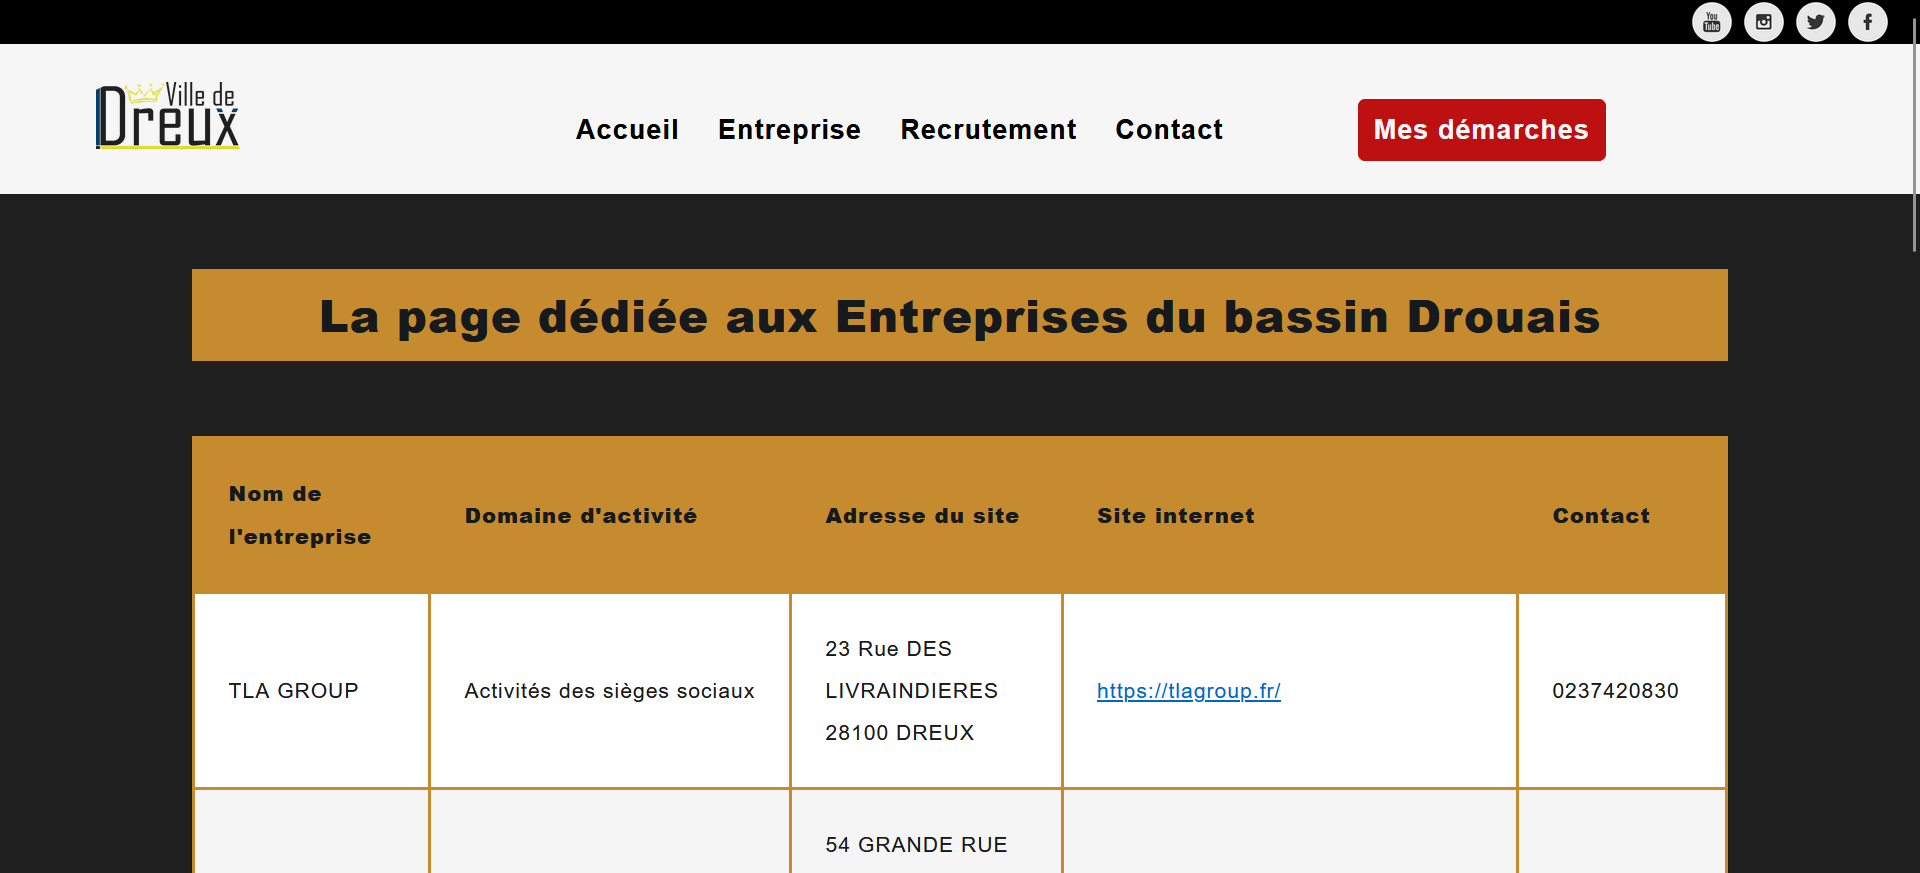 You
Tube
Ville de
Dreux
Accueil
Entreprise
Recrutement
Contact
Mes démarches
La page dédiée aux Entreprises du bassin Drouais
Nom de
l'entreprise
Domaine d'activité
Adresse du site
Site internet
Contact
TLA GROUP
Activités des sièges sociaux
23 Rue DES
LIVRAINDIERES
28100 DREUX
https://tlagroup.fr/
0237420830
54 GRANDE RUE